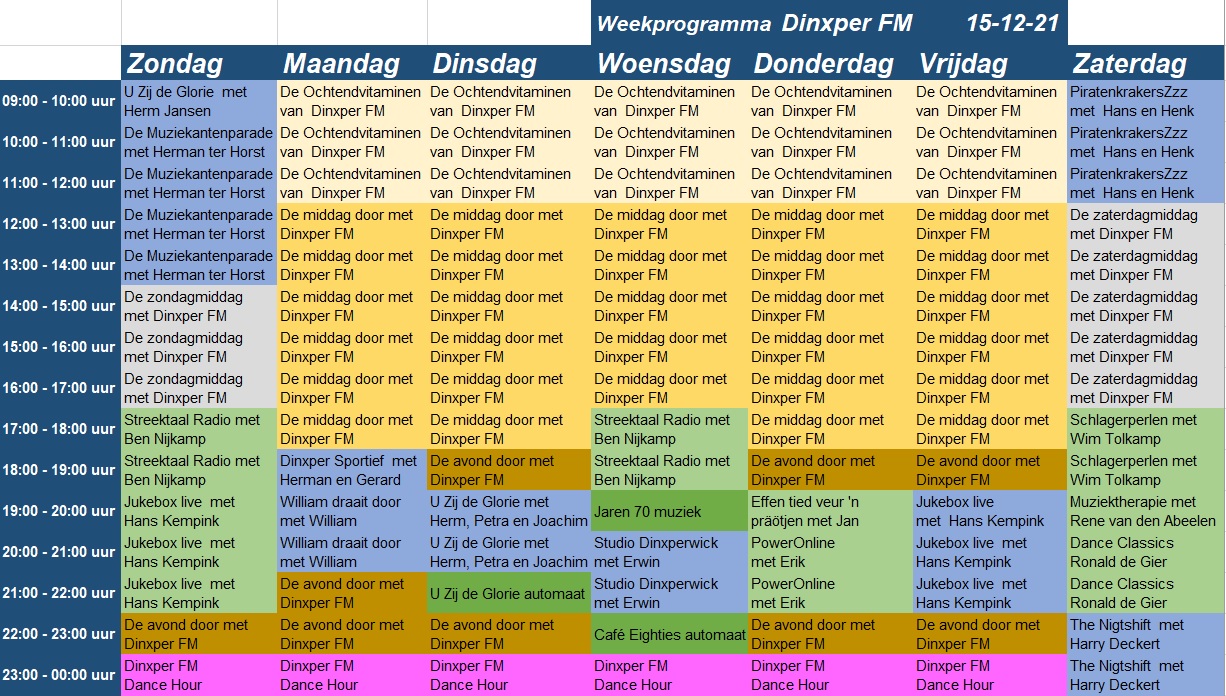 Weekprogramma Dinxper FM 15-12-21
Zondag Maandag Dinsdag Woensdag Donderdag Vrijdag Zaterdag
09:00 - 10:00 uur
U Zij de Glorie met
Herm Jansen
De Ochtendvitaminen
van Dinxper FM
De Ochtendvitaminen
van Dinxper FM
De Ochtendvitaminen
van Dinxper FM
De Ochtendvitaminen
van Dinxper FM
De Ochtendvitaminen
van Dinxper FM
PiratenkrakersZzz
met Hans en Henk
10:00 - 11:00 uur
De Muziekantenparade
met Herman ter Horst
De Ochtendvitaminen
van Dinxper FM
De Ochtendvitaminen
van Dinxper FM
De Ochtendvitaminen
van Dinxper FM
De Ochtendvitaminen
van Dinxper FM
De Ochtendvitaminen
van Dinxper FM
PiratenkrakersZzz
met Hans en Henk
11:00 - 12:00 uur
De Muziekantenparade
met Herman ter Horst
De Ochtendvitaminen
van Dinxper FM
De Ochtendvitaminen
van Dinxper FM
De Ochtendvitaminen
van Dinxper FM
De Ochtendvitaminen
van Dinxper FM
De Ochtendvitaminen
van Dinxper FM
PiratenkrakersZzz
met Hans en Henk
12:00 - 13:00 uur
De Muziekantenparade
met Herman ter Horst
De middag door met
Dinxper FM
De middag door met
Dinxper FM
De middag door met
Dinxper FM
De middag door met
Dinxper FM
De middag door met
Dinxper FM
De zaterdagmiddag
met Dinxper FM
13:00 - 14:00 uur
De Muziekantenparade
met Herman ter Horst
De middag door met
Dinxper FM
De middag door met
Dinxper FM
De middag door met
Dinxper FM
De middag door met
Dinxper FM
De middag door met
Dinxper FM
De zaterdagmiddag
met Dinxper FM
14:00 - 15:00 uur
De zondagmiddag
met Dinxper FM
De middag door met
Dinxper FM
De middag door met
Dinxper FM
De middag door met
Dinxper FM
De middag door met
Dinxper FM
De middag door met
Dinxper FM
De zaterdagmiddag
met Dinxper FM
15:00 - 16:00 uur
De zondagmiddag
met Dinxper FM
De middag door met
Dinxper FM
De middag door met
Dinxper FM
De middag door met
Dinxper FM
De middag door met
Dinxper FM
De middag door met
Dinxper FM
De zaterdagmiddag
met Dinxper FM
16:00 - 17:00 uur
De zondagmiddag
met Dinxper FM
De middag door met
Dinxper FM
De middag door met
Dinxper FM
De middag door met
Dinxper FM
De middag door met
Dinxper FM
De middag door met
Dinxper FM
De zaterdagmiddag
met Dinxper FM
17:00 - 18:00 uur
Streektaal Radio met
Ben Nijkamp
De middag door met
Dinxper FM
De middag door met
Dinxper FM
Streektaal Radio met
Ben Nijkamp
De middag door met
Dinxper FM
De middag door met
Dinxper FM
Schlagerperlen met
Wim Tolkamp
18:00 - 19:00 uur
Streektaal Radio met
Ben Nijkamp
Dinxper Sportief met
Herman en Gerard
De avond door met
Dinxper FM
Streektaal Radio met
Ben Nijkamp
De avond door met
Dinxper FM
De avond door met
Dinxper FM
Schlagerperlen met
Wim Tolkamp
19:00 - 20:00 uur
Jukebox live met
Hans Kempink
William draait door
met William
U Zij de Glorie met
Herm, Petra en Joachim
Jaren 70 muziek
Effen tied veur 'n
präötjen met Jan
Jukebox live
met Hans Kempink
Muziektherapie met
Rene van den Abeelen
20:00 - 21:00 uur
Jukebox live met
Hans Kempink
William draait door
met William
U Zij de Glorie met
Herm, Petra en Joachim
Studio Dinxperwick
met Erwin
PowerOnline
met Erik
Jukebox live met
Hans Kempink
Dance Classics
Ronald de Gier
21:00 - 22:00 uur
Jukebox live met
Hans Kempink
De avond door met
Dinxper FM
U Zij de Glorie automaat
Studio Dinxperwick
met Erwin
PowerOnline
met Erik
Jukebox live met
Hans Kempink
Dance Classics
Ronald de Gier
22:00 - 23:00 uur
De avond door met
Dinxper FM
De avond door met
Dinxper FM
De avond door met
Dinxper FM
Café Eighties automaat
De avond door met
Dinxper FM
De avond door met
Dinxper FM
The Nigtshift met
Harry Deckert
23:00 - 00:00 uur
Dinxper FM
Dance Hour
Dinxper FM
Dance Hour
Dinxper FM
Dance Hour
Dinxper FM
Dance Hour
Dinxper FM
Dance Hour
Dinxper FM
Dance Hour
The Nigtshift met
Harry Deckert